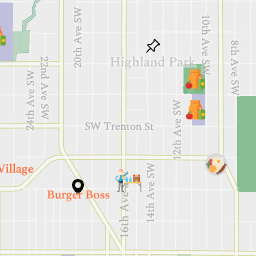 20th Ave SW
10th Ave SW
8th Ave SW
Highland Park
22nd Ave SW
24th Ave SW
SW Trenton St
12th Ave SW
Village
Burger Boss
16th Ave SW
14th Ave SW